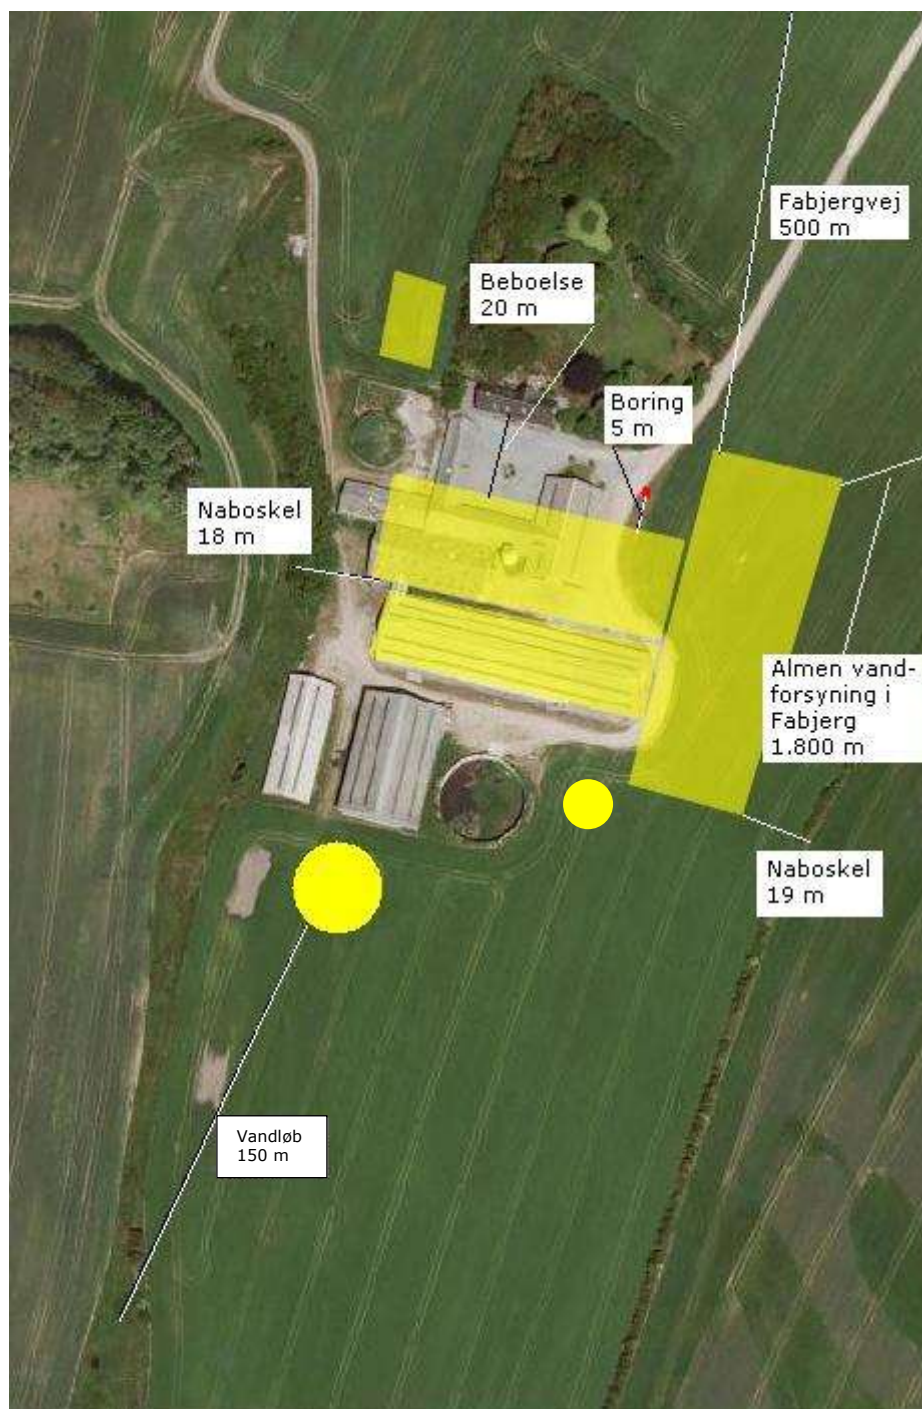 Fabjergvej
500 m
Beboelse
20 m
Boring
5 m
Naboskel
18 m
Almen vand-
forsyning i
Fabjerg
1.800 m
Naboskel
19 m
Vandløb
150 m